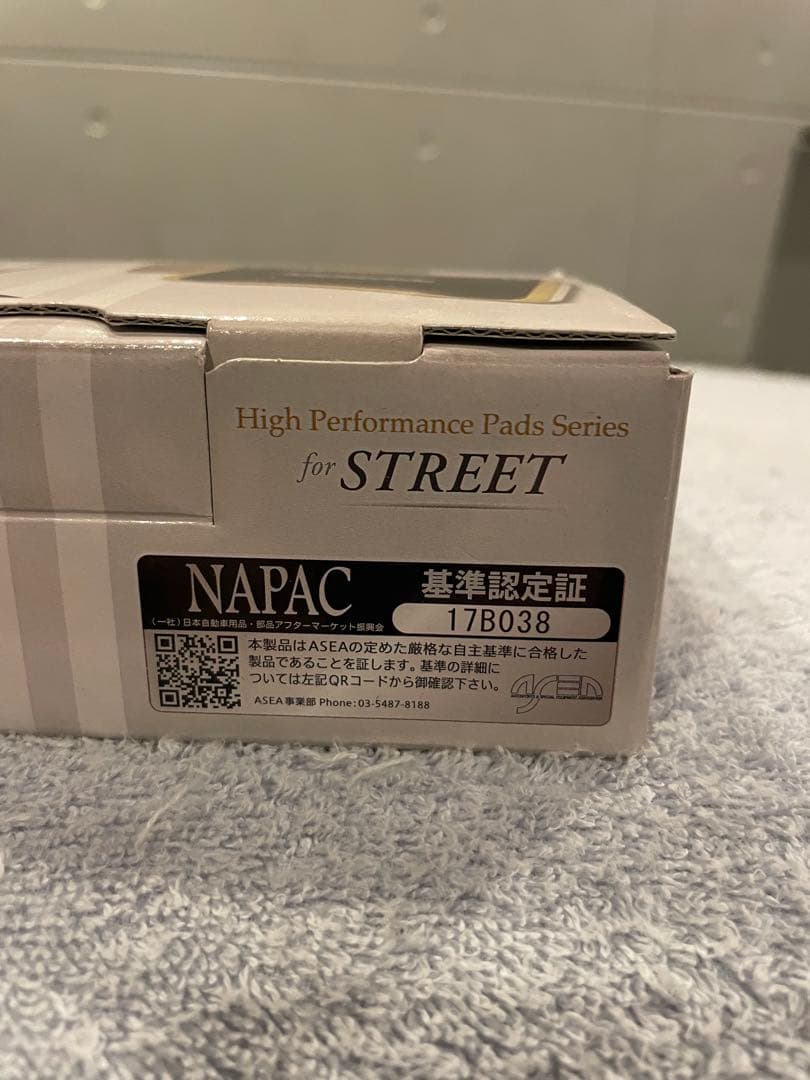 High Performance Pads Series
for STREET
NAPAC
(一社)日本自動車用品・部品アフターマーケット振興会
基準認定証
17B038
本製品はASEAの定めた厳格な自主基準に合格した
製品であることを証します。基準の詳細に
ついては左記QRコードから御確認下さい。
ASEA事業部 Phone:03-5487-8188
ASEA